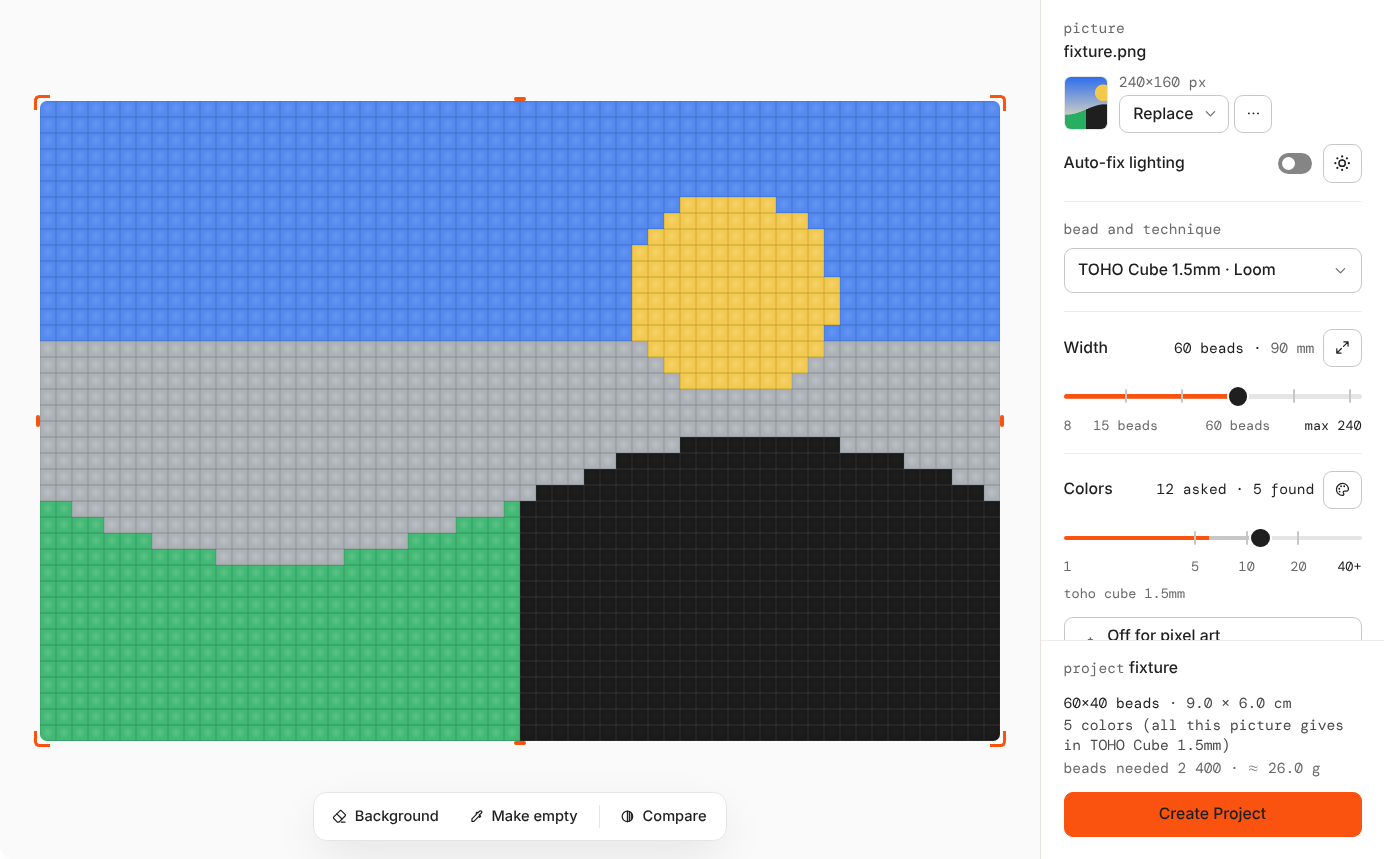 picture
fixture.png
240×160 px
Replace
Auto-fix lighting
bead and technique
TOHO Cube 1.5mm · Loom
Width 60 beads · 90 mm
8 15 beads 60 beads max 240
Colors 12 asked · 5 found
1 5 10 20 40+
toho cube 1.5mm
Off for pixel art
project fixture
60×40 beads · 9.0 × 6.0 cm
5 colors (all this picture gives
in TOHO Cube 1.5mm)
beads needed 2 400 · ≈ 26.0 g
Create Project
Background Make empty Compare